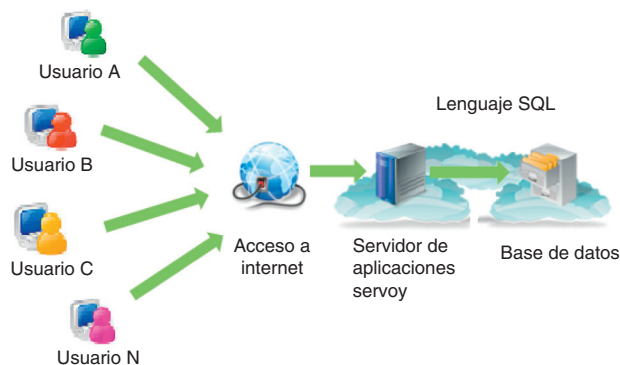 Usuario A
Usuario B
Usuario C
Usuario N
Acceso a
internet
Servidor de
aplicaciones
servoy
Lenguaje SQL
Base de datos